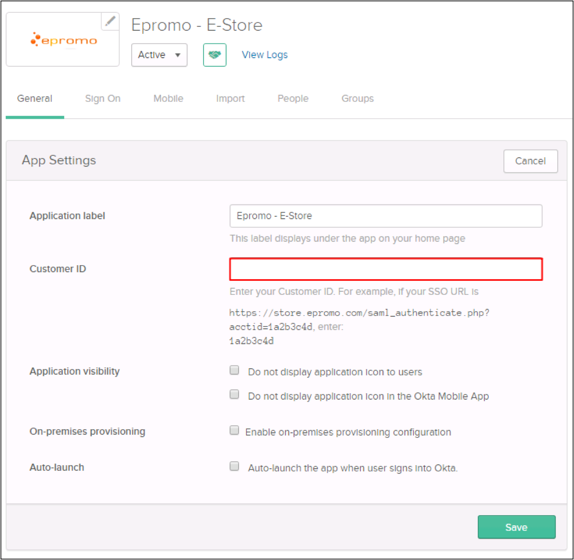 epromo
Epromo - E-Store
Active
View Logs
General Sign On Mobile Import People Groups
App Settings
Cancel
Application label
Epromo - E-Store
This label displays under the app on your home page
Customer ID
Enter your Customer ID. For example, if your SSO URL is
https://store.epromo.com/saml_authenticate.php?
acctid=1a2b3c4d, enter:
1a2b3c4d
Application visibility
Do not display application icon to users
Do not display application icon in the Okta Mobile App
On-premises provisioning
Enable on-premises provisioning configuration
Auto-launch
Auto-launch the app when user signs into Okta.
Save